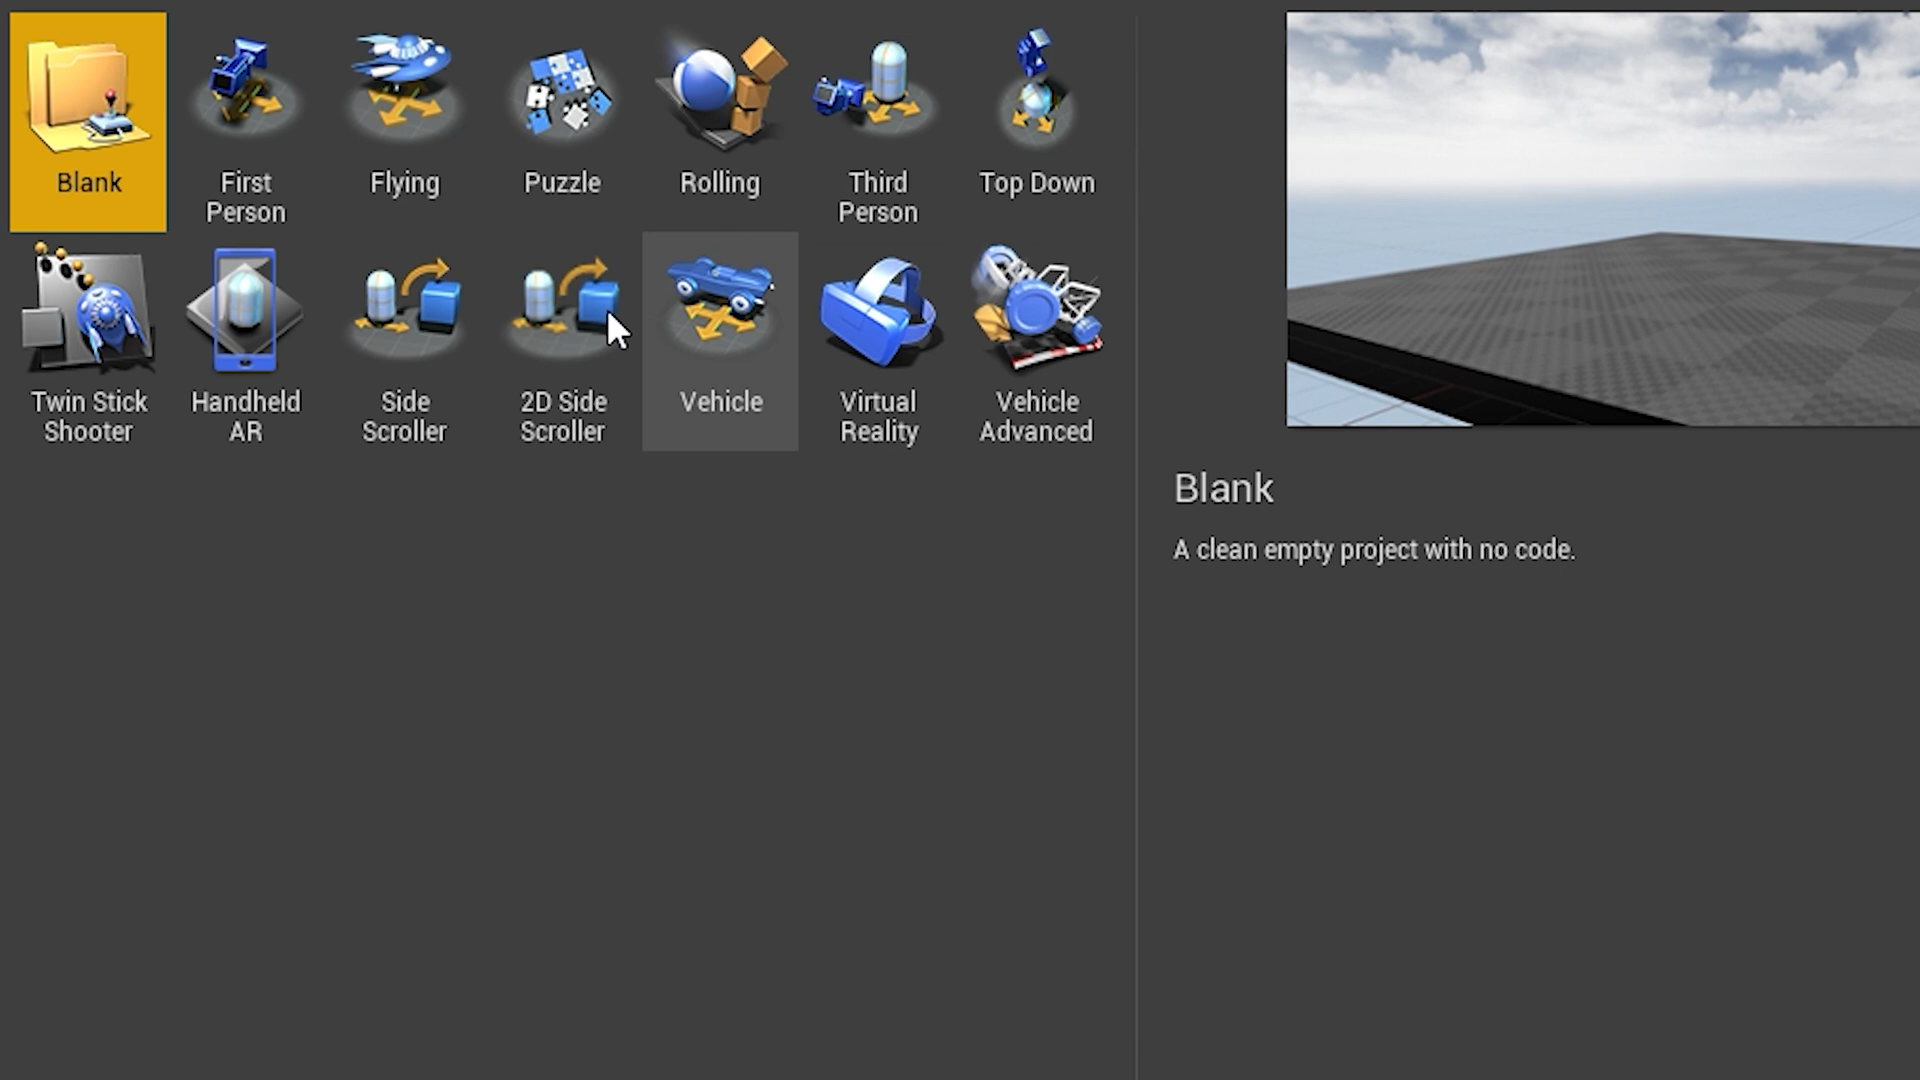 Blank
First
Person
Flying
Puzzle
Rolling
Third
Person
Top Down
Twin Stick
Shooter
Handheld
AR
Side
Scroller
2D Side
Scroller
Vehicle
Virtual
Reality
Vehicle
Advanced
Blank
A clean empty project with no code.